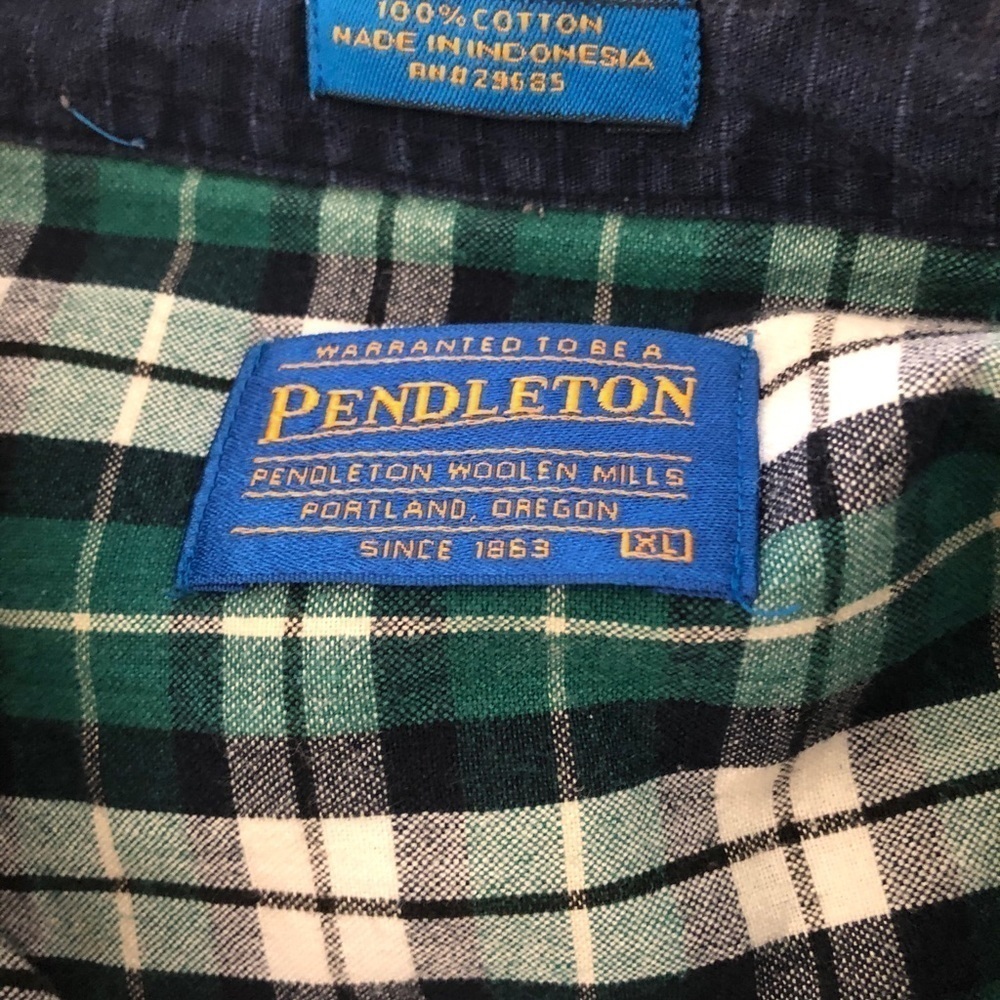 100% COTTON
MADE IN INDONESIA
RN# 29685
WARRANTED TO BE A
PENDLETON
PENDLETON WOOLEN MILLS
PORTLAND, OREGON
SINCE 1863
XL